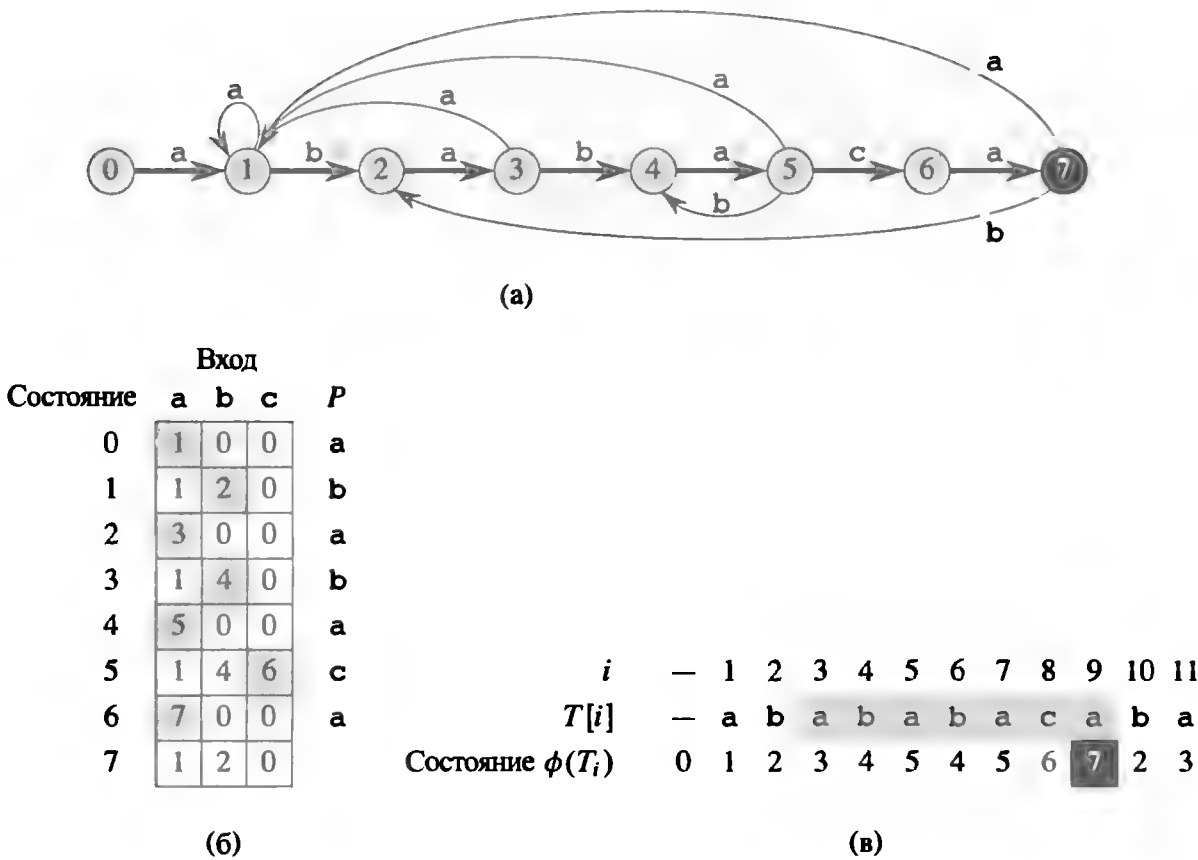 a
a
a
a
0 a 1 b 2 a 3 b 4 a 5 c 6 a 7
b
b
(а)
Вход
Состояние a b c P
0 1 0 0 a
1 1 2 0 b
2 3 0 0 a
3 1 4 0 b
4 5 0 0 a
5 1 4 6 c
6 7 0 0 a
7 1 2 0
(б)
i — 1 2 3 4 5 6 7 8 9 10 11
T[i] — a b a b a b a c a b a
Состояние ϕ(Tᵢ) 0 1 2 3 4 5 4 5 6 7 2 3
(в)